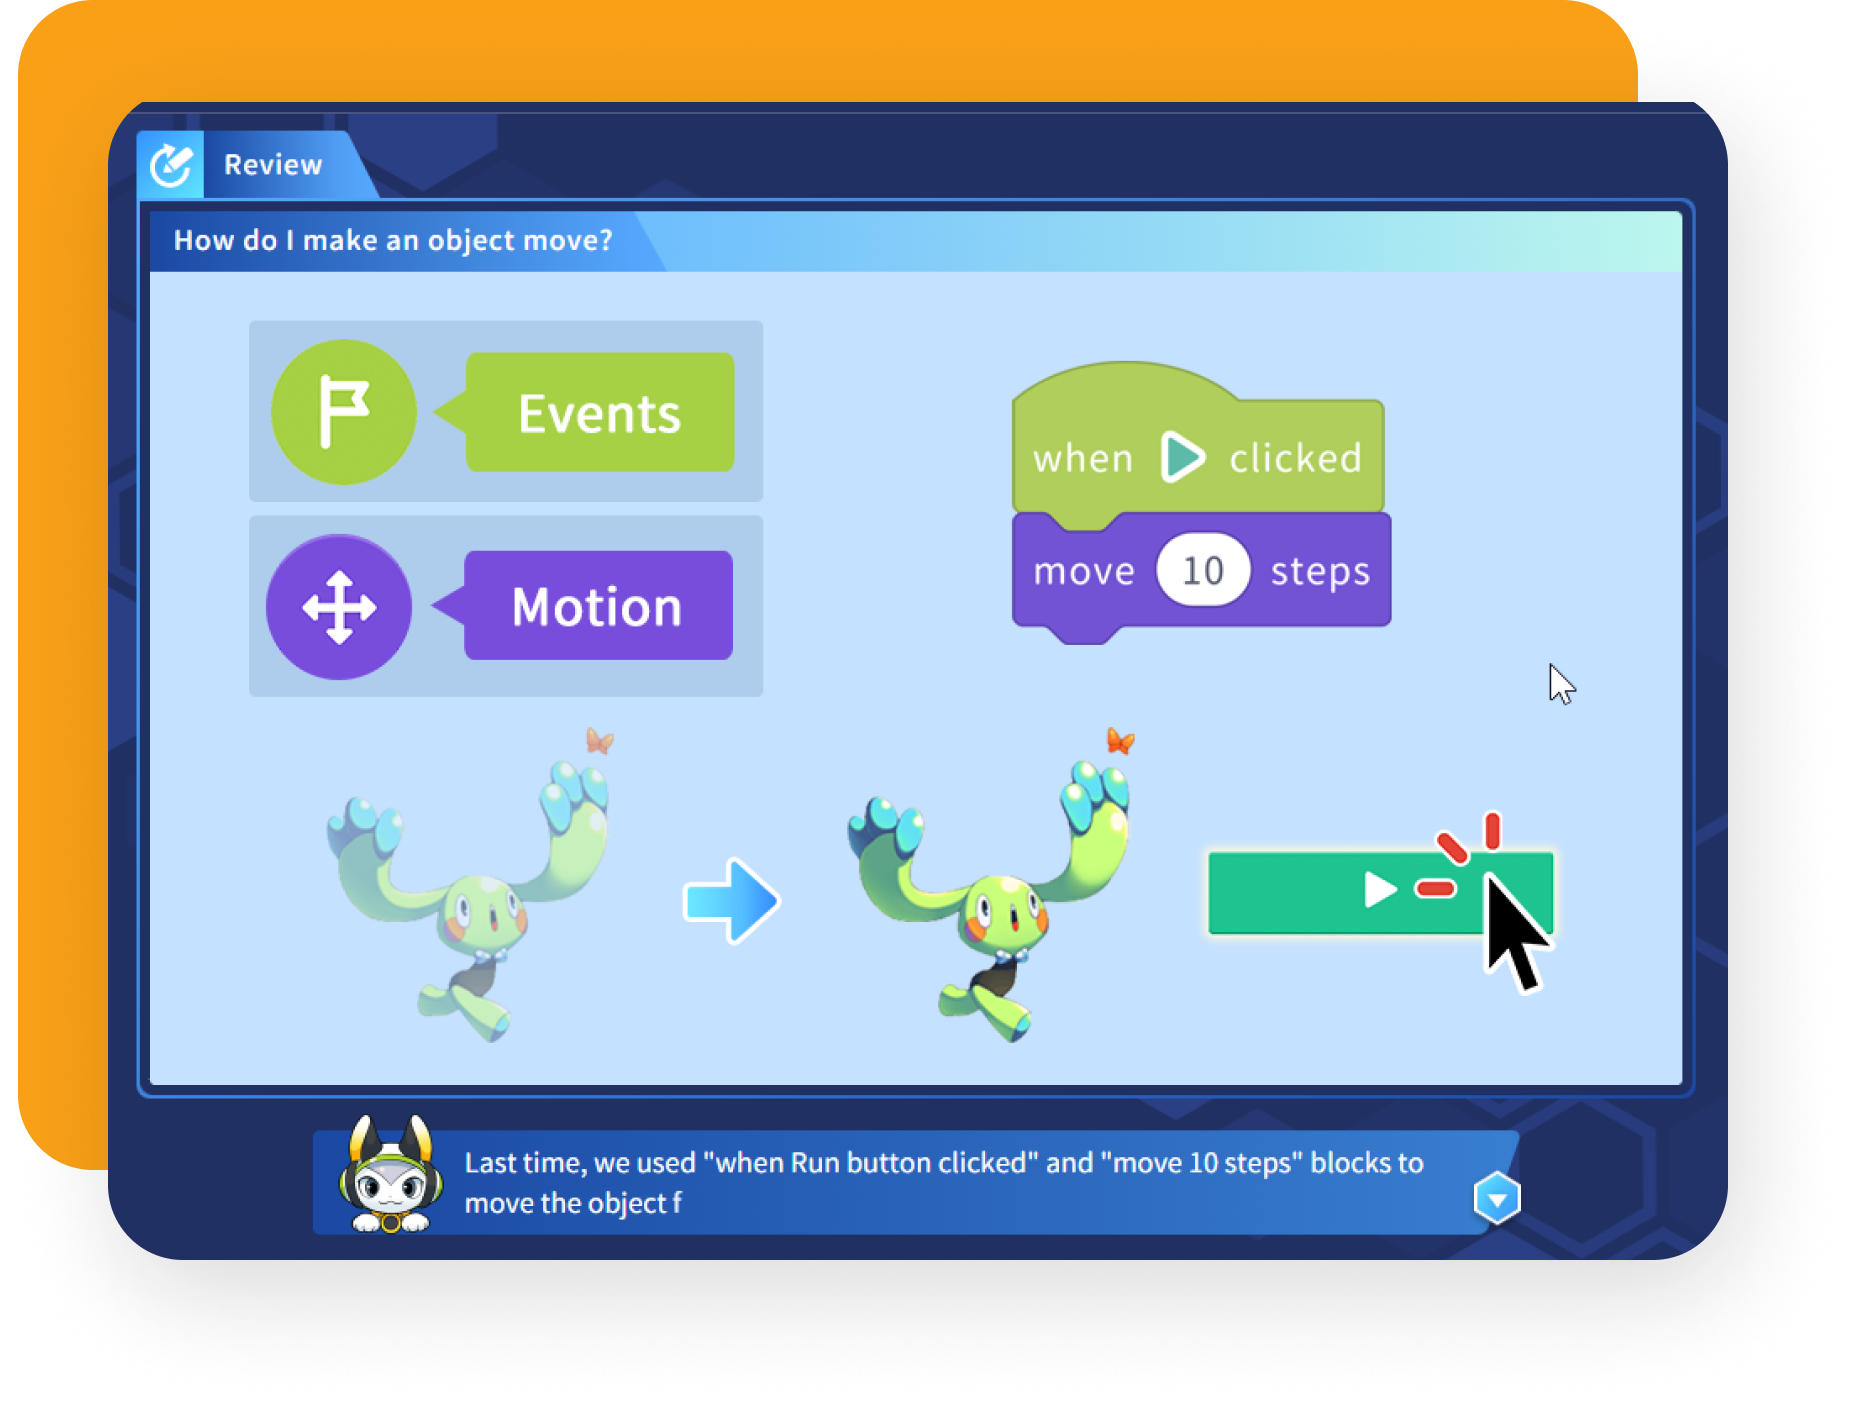 Review
How do I make an object move?
Events
Motion
when clicked
move 10 steps
Last time, we used "when Run button clicked" and "move 10 steps" blocks to
move the object f